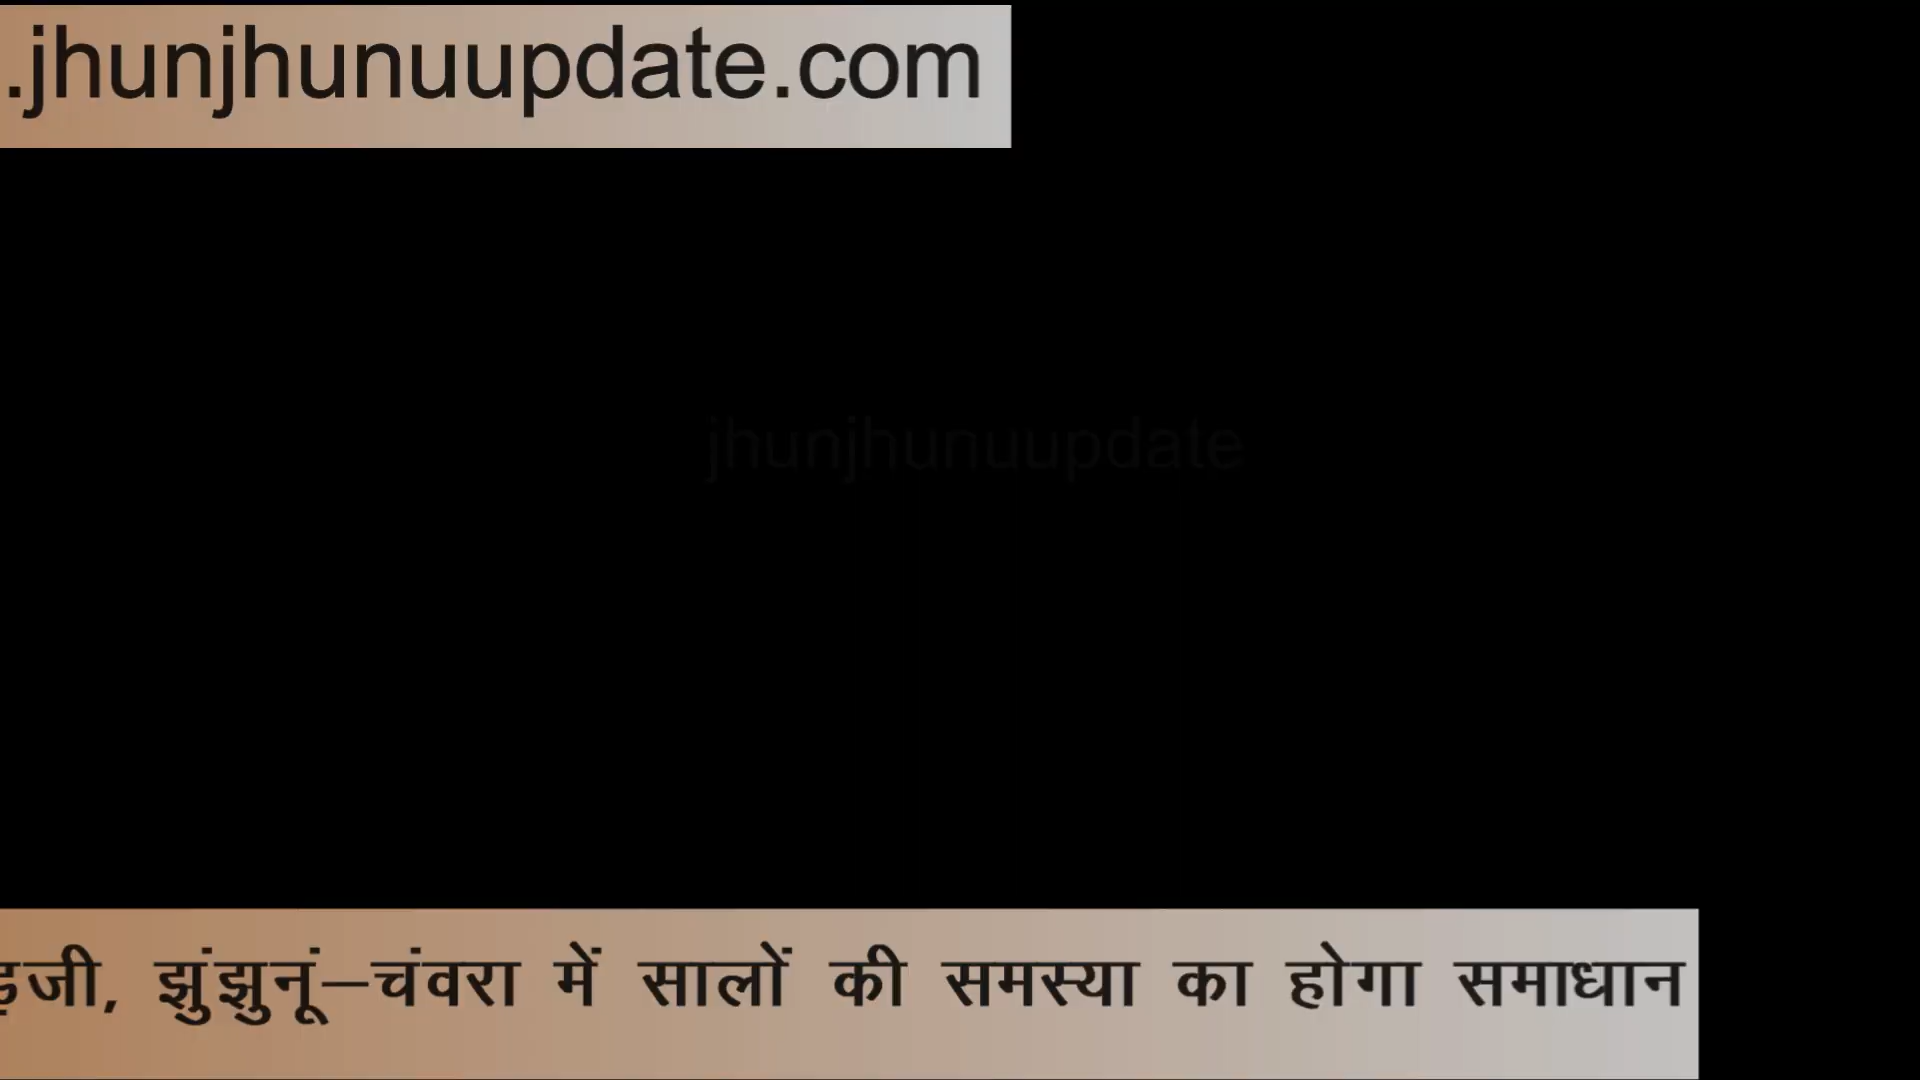 .jhunjhunuupdate.com
jhunjhunuupdate
झुंझुनूं–चंवरा में सालों की समस्या का होगा समाधान